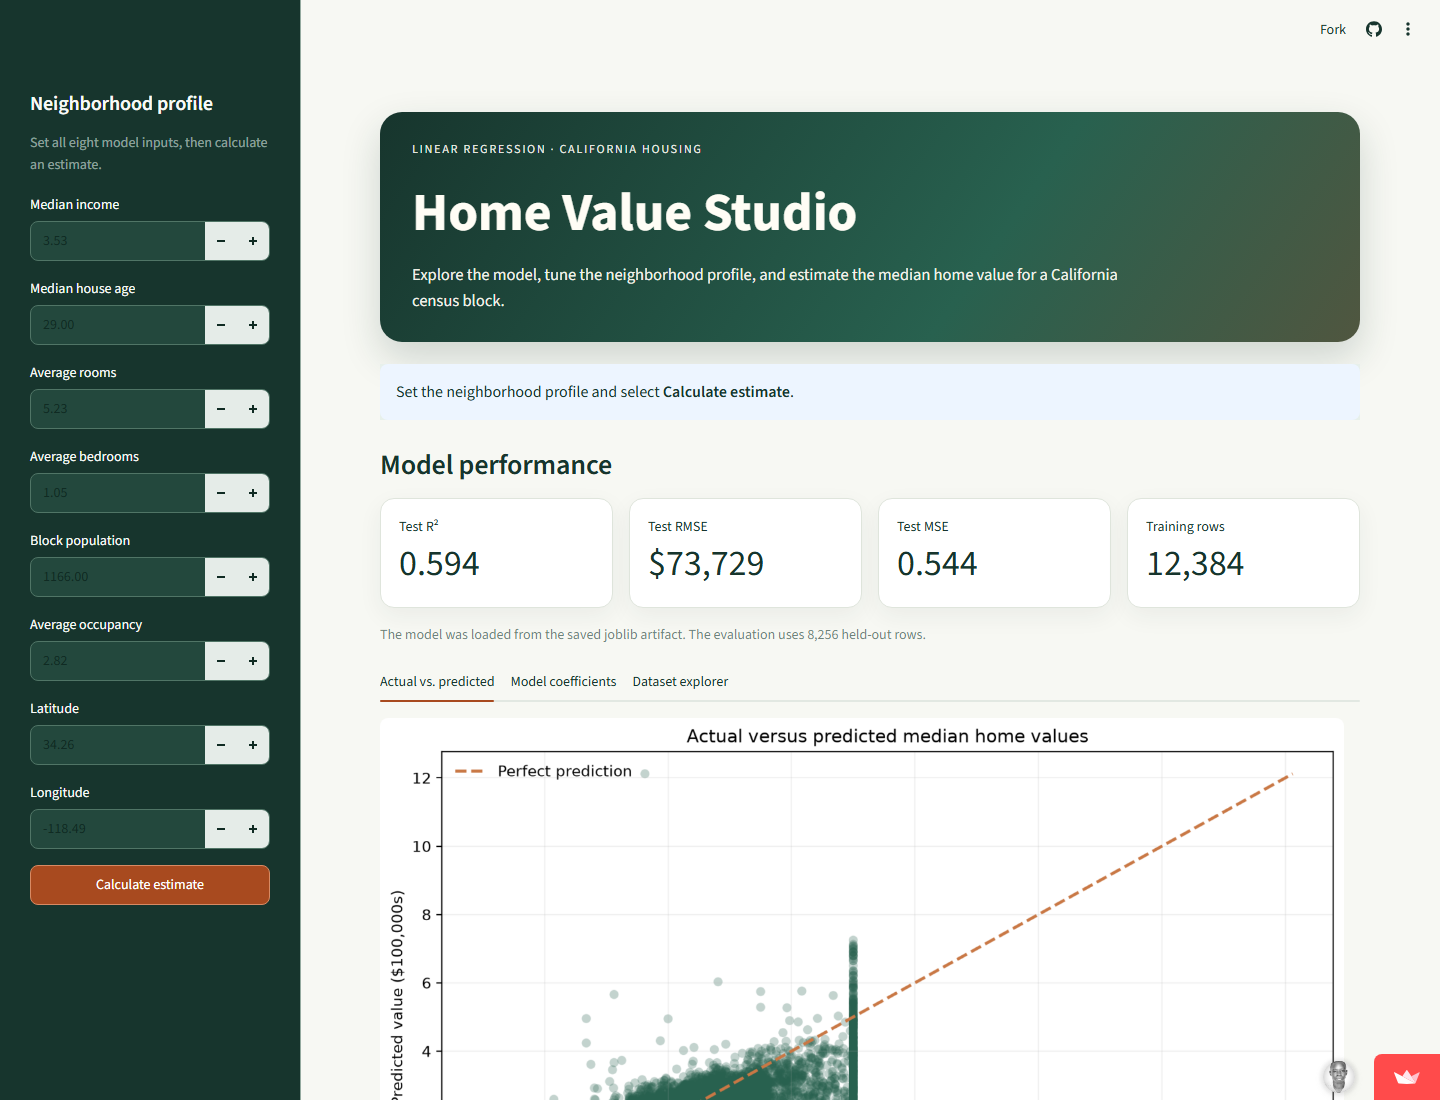 Fork
Neighborhood profile
Set all eight model inputs, then calculate
an estimate.
Median income
3.53
Median house age
29.00
Average rooms
5.23
Average bedrooms
1.05
Block population
1166.00
Average occupancy
2.82
Latitude
34.26
Longitude
-118.49
Calculate estimate
LINEAR REGRESSION · CALIFORNIA HOUSING
Home Value Studio
Explore the model, tune the neighborhood profile, and estimate the median home value for a California
census block.
Set the neighborhood profile and select Calculate estimate.
Model performance
Test R²
0.594
Test RMSE
$73,729
Test MSE
0.544
Training rows
12,384
The model was loaded from the saved joblib artifact. The evaluation uses 8,256 held-out rows.
Actual vs. predicted
Model coefficients
Dataset explorer
Actual versus predicted median home values
Perfect prediction
12
10
8
6
4
Predicted value ($100,000s)